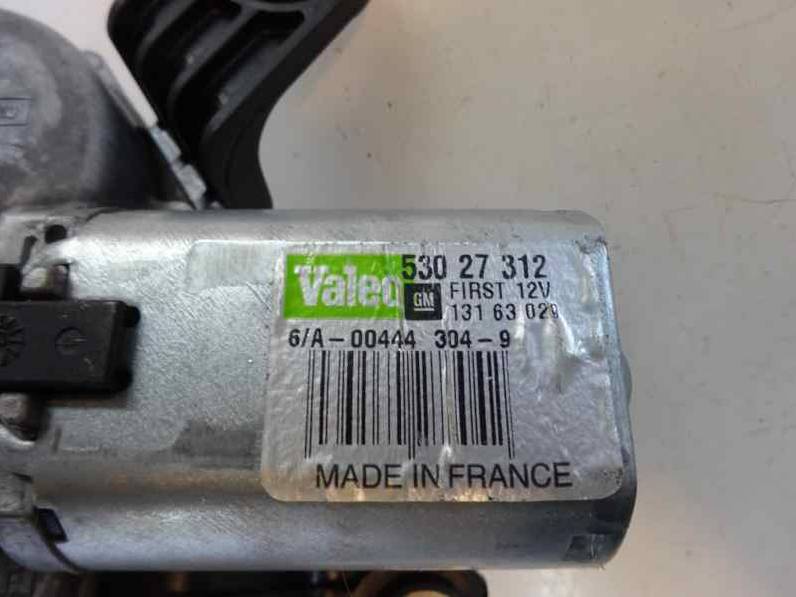 Valeo 530 27 312
GM FIRST 12V
131 63 029
6/A-00444 304-9
MADE IN FRANCE